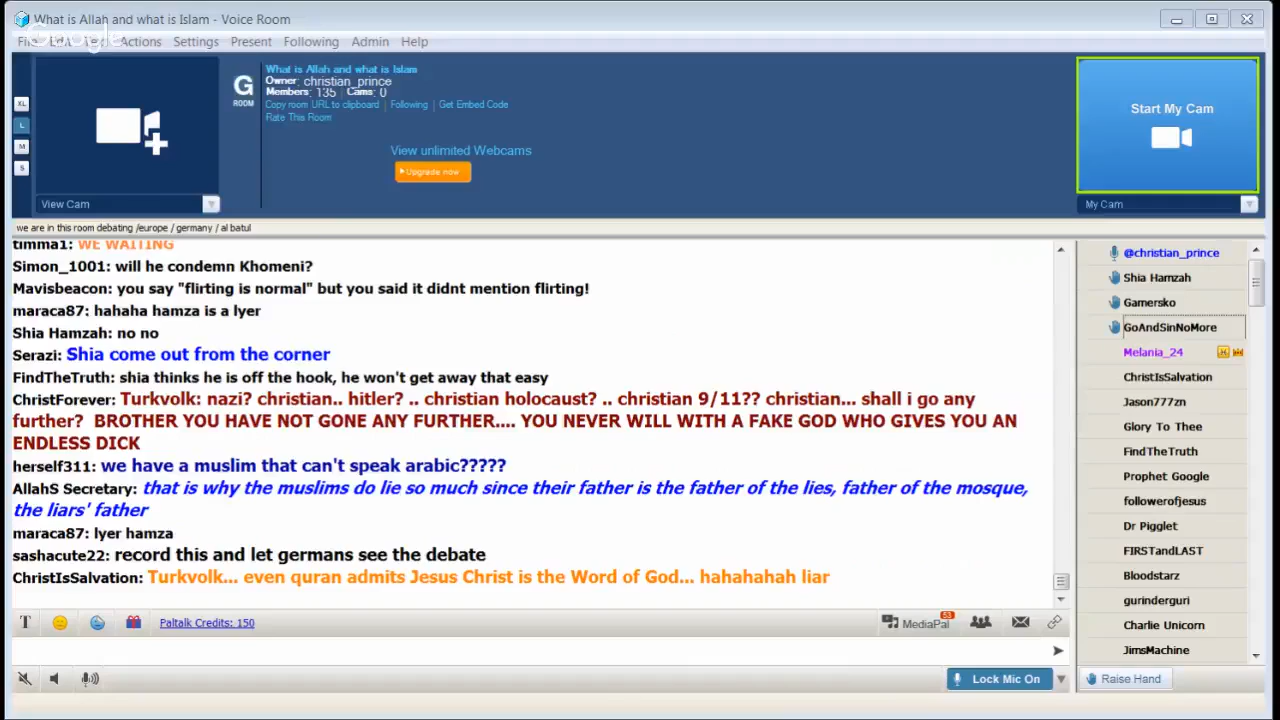 What is Allah and what is Islam - Voice Room
Google
Actions Settings Present Following Admin Help
XL
L
M
S
View Cam
G
ROOM
What is Allah and what is Islam
Owner: christian_prince
Members: 135 Cams: 0
Copy room URL to clipboard Following Get Embed Code
Rate This Room
View unlimited Webcams
Upgrade now
Start My Cam
My Cam
we are in this room debating /europe / germany / al batul
timma1: WE WAITING
Simon_1001: will he condemn Khomeni?
Mavisbeacon: you say "flirting is normal" but you said it didnt mention flirting!
maraca87: hahaha hamza is a lyer
Shia Hamzah: no no
Serazi: Shia come out from the corner
FindTheTruth: shia thinks he is off the hook, he won't get away that easy
ChristForever: Turkvolk: nazi? christian.. hitler? .. christian holocaust? .. christian 9/11?? christian... shall i go any
further? BROTHER YOU HAVE NOT GONE ANY FURTHER.... YOU NEVER WILL WITH A FAKE GOD WHO GIVES YOU AN
ENDLESS DICK
herself311: we have a muslim that can't speak arabic?????
AllahS Secretary: that is why the muslims do lie so much since their father is the father of the lies, father of the mosque,
the liars' father
maraca87: lyer hamza
sashacute22: record this and let germans see the debate
ChristIsSalvation: Turkvolk... even quran admits Jesus Christ is the Word of God... hahahahah liar
@christian_prince
Shia Hamzah
Gamersko
GoAndSinNoMore
Melania_24
ChristIsSalvation
Jason777zn
Glory To Thee
FindTheTruth
Prophet Google
followerofjesus
Dr Pigglet
FIRSTandLAST
Bloodstarz
gurinderguri
Charlie Unicorn
JimsMachine
T
Paltalk Credits: 150
MediaPal
53
Lock Mic On
Raise Hand